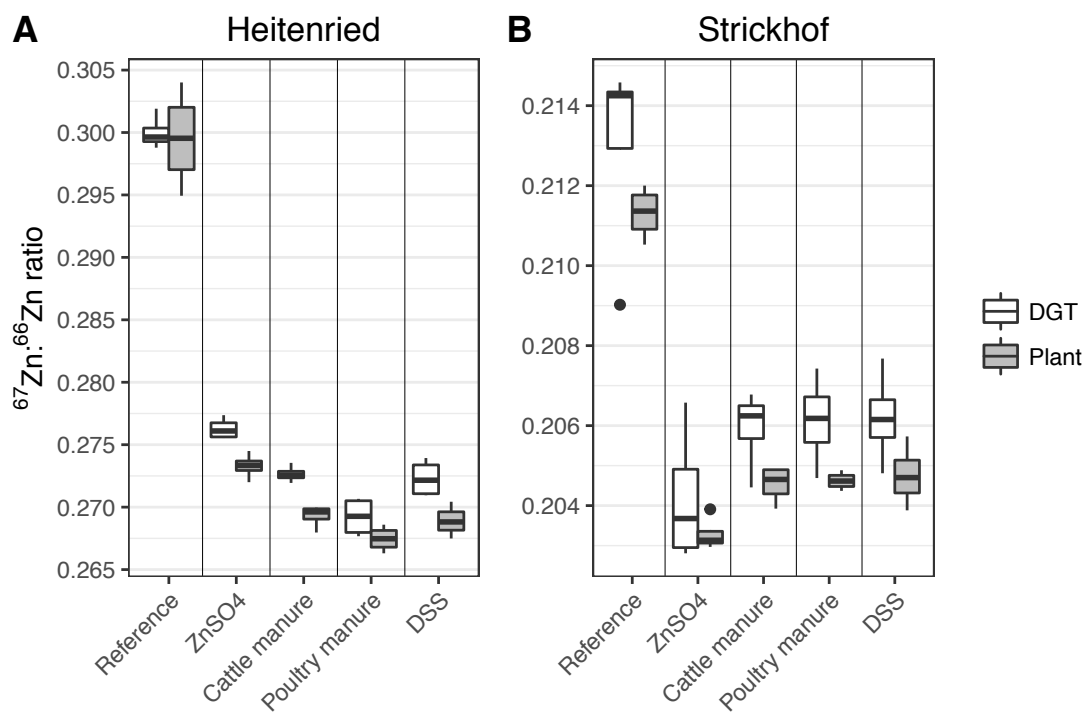 A Heitenried
B Strickhof
⁶⁷Zn:⁶⁶Zn ratio
0.305
0.300
0.295
0.290
0.285
0.280
0.275
0.270
0.265
Reference
ZnSO4
Cattle manure
Poultry manure
DSS
0.214
0.212
0.210
0.208
0.206
0.204
Reference
ZnSO4
Cattle manure
Poultry manure
DSS
DGT
Plant